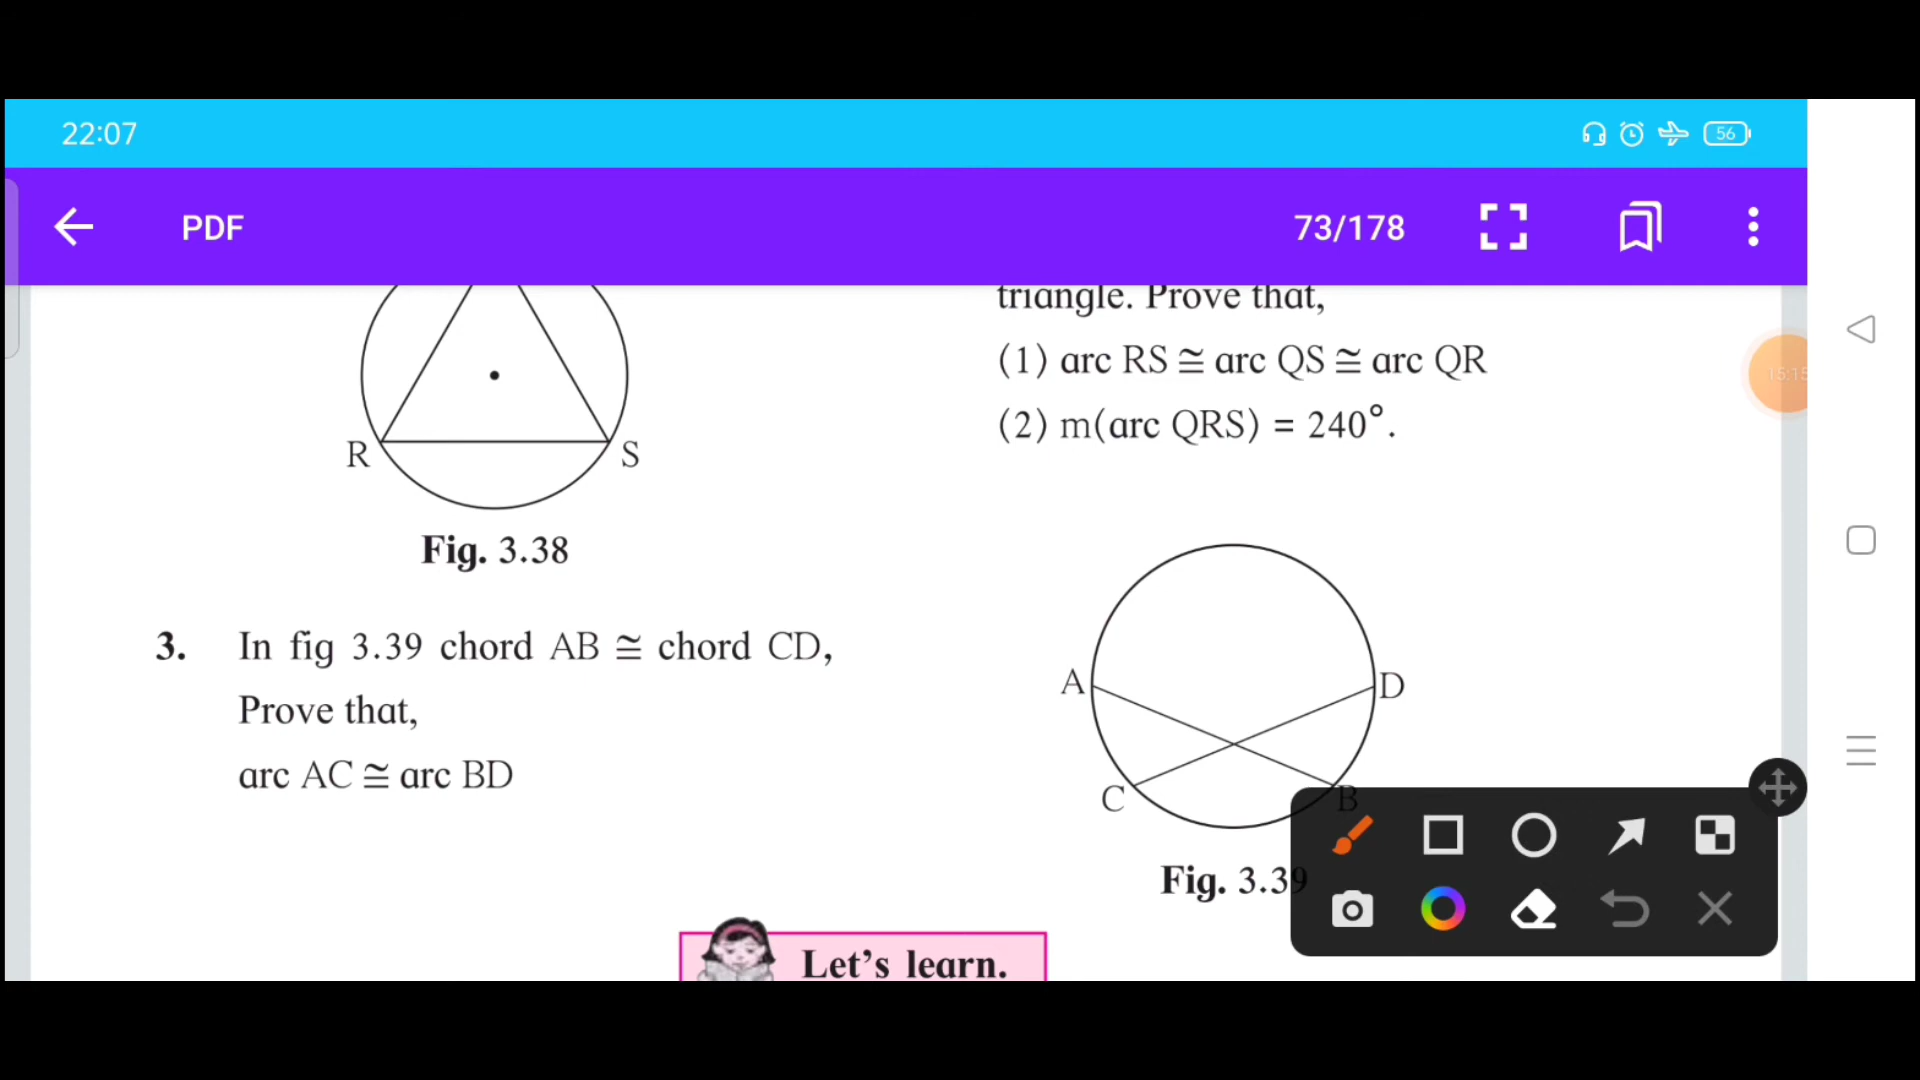 22:07
56
PDF
73/178
triangle. Prove that,
(1) arc RS ≅ arc QS ≅ arc QR
(2) m(arc QRS) = 240°.
15:15
R
S
Fig. 3.38
3. In fig 3.39 chord AB ≅ chord CD,
Prove that,
arc AC ≅ arc BD
A
D
C
B
Fig. 3.39
Let's learn.